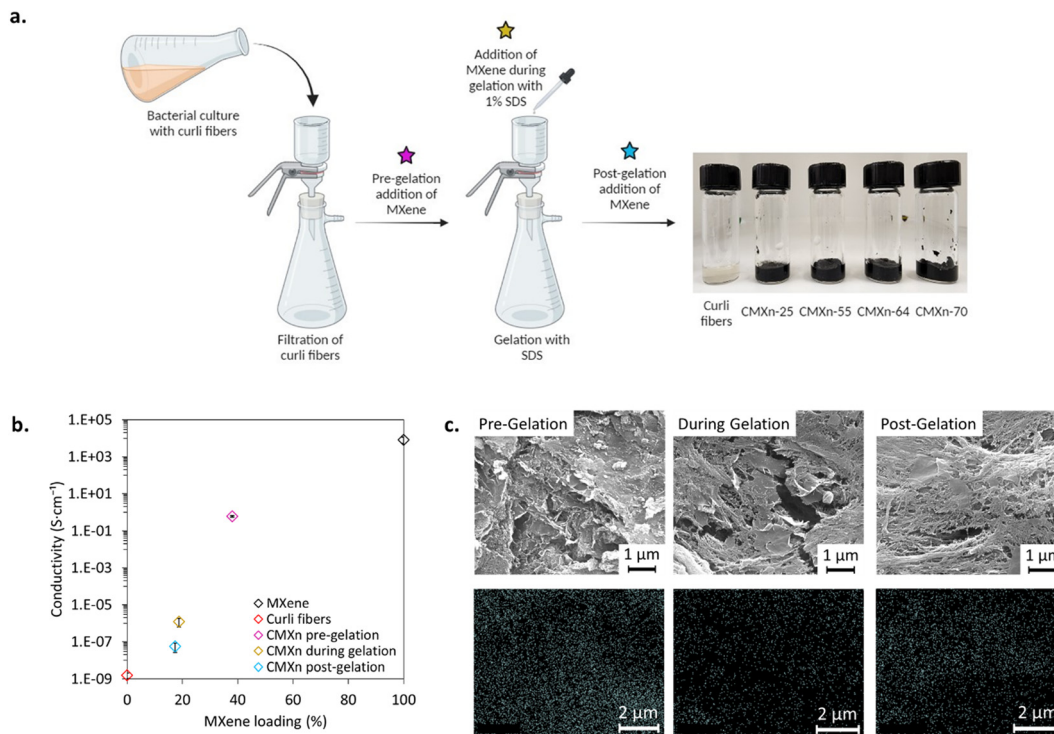 a.
Bacterial culture
with curli fibers
Filtration of
curli fibers
Pre-gelation
addition of
MXene
Addition of
MXene during
gelation with
1% SDS
Gelation with
SDS
Post-gelation
addition of
MXene
Curli
fibers
CMXn-25
CMXn-55
CMXn-64
CMXn-70
b.
Conductivity (S·cm⁻¹)
1.E+05
1.E+03
1.E+01
1.E-01
1.E-03
1.E-05
1.E-07
1.E-09
MXene
Curli fibers
CMXn pre-gelation
CMXn during gelation
CMXn post-gelation
0 20 40 60 80 100
MXene loading (%)
c.
Pre-Gelation
During Gelation
Post-Gelation
1 μm
1 μm
1 μm
2 μm
2 μm
2 μm